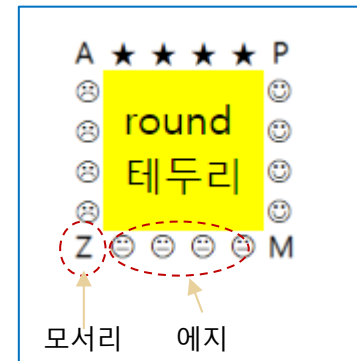 A ★ ★ ★ ★ P
☹ ☺
☹ round ☺
☹ 테두리 ☺
☹ ☺
Z 😐 😐 😐 😐 M
모서리 에지